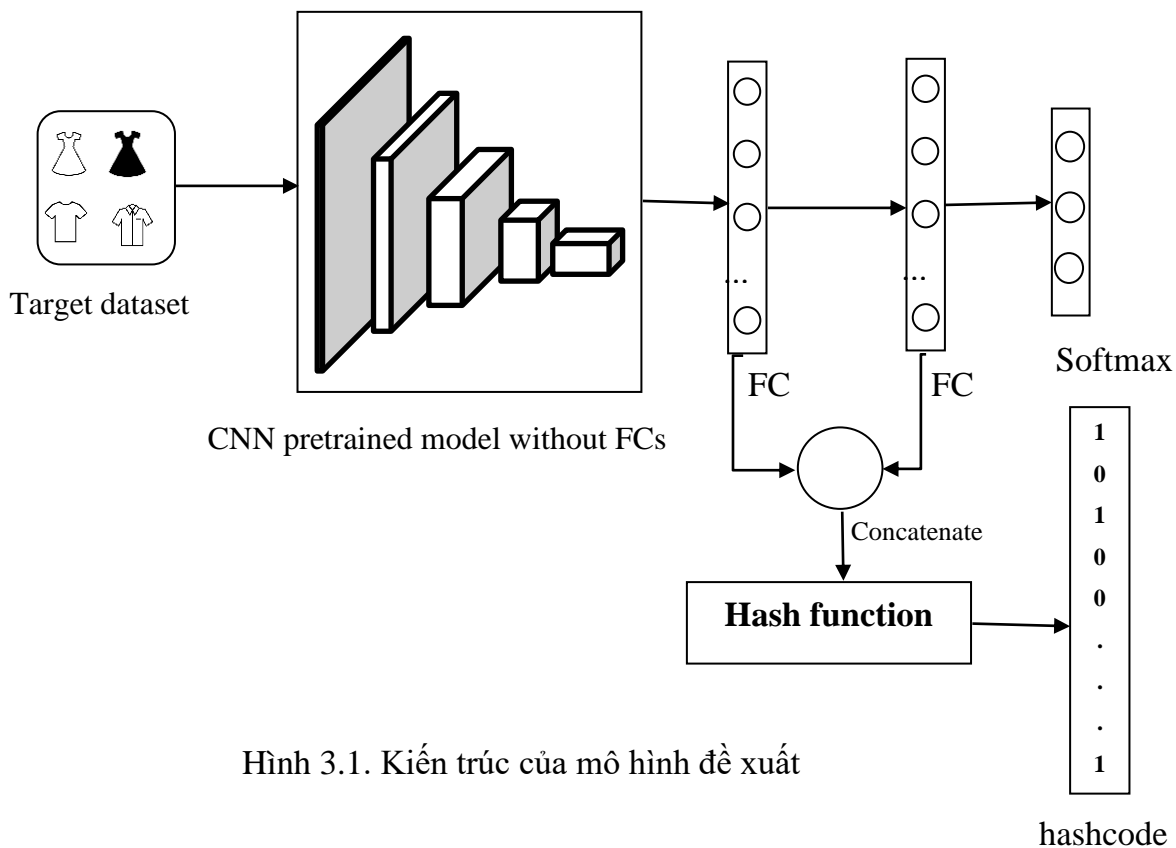 Target dataset
CNN pretrained model without FCs
...
FC
...
FC
Softmax
Concatenate
Hash function
1
0
1
0
0
.
.
.
1
hashcode
Hình 3.1. Kiến trúc của mô hình đề xuất